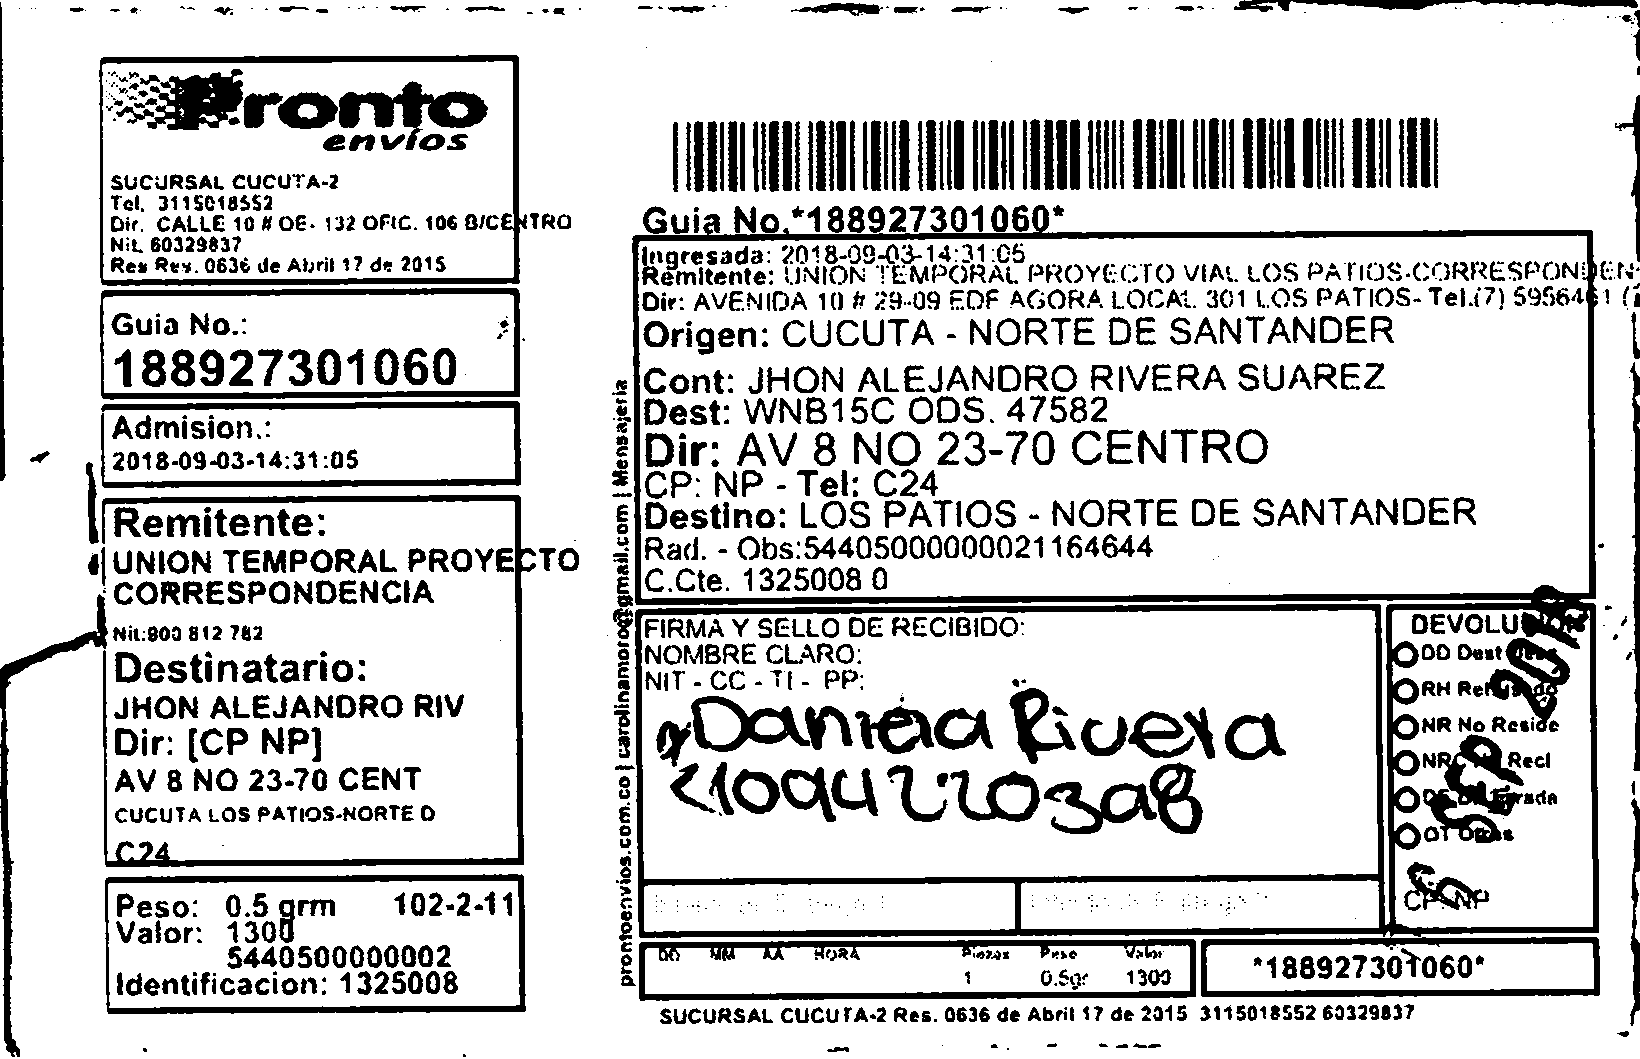 Pronto
envíos
SUCURSAL CUCUTA-2
Tel. 3115018552
Dir. CALLE 10 # OE- 132 OFIC. 106 B/CENTRO
Nit. 60329837
Res Rev. 0636 de Abril 17 de 2015
Guia No.:
188927301060
Admision.:
2018-09-03-14:31:05
Remitente:
UNION TEMPORAL PROYECTO
CORRESPONDENCIA
Nit:900 812 782
Destinatario:
JHON ALEJANDRO RIV
Dir: [CP NP]
AV 8 NO 23-70 CENT
CUCUTA LOS PATIOS-NORTE D
C24
Peso: 0.5 grm 102-2-11
Valor: 1300
5440500000002
Identificacion: 1325008
prontoenvios.com.co | carolinamoro@gmail.com | Mensajeria
Guia No.*188927301060*
Ingresada: 2018-09-03-14:31:05
Remitente: UNION TEMPORAL PROYECTO VIAL LOS PATIOS-CORRESPONDEN
Dir: AVENIDA 10 # 29-09 EDF AGORA LOCAL 301 LOS PATIOS- Tel.(7) 5956461
Origen: CUCUTA - NORTE DE SANTANDER
Cont: JHON ALEJANDRO RIVERA SUAREZ
Dest: WNB15C ODS. 47582
Dir: AV 8 NO 23-70 CENTRO
CP: NP - Tel: C24
Destino: LOS PATIOS - NORTE DE SANTANDER
Rad. - Obs:54405000000021164644
C.Cte. 1325008 0
FIRMA Y SELLO DE RECIBIDO:
NOMBRE CLARO:
NIT - CC - TI - PP:
Daniela Rivera
1094220398
DEVOLUCION
DD Dest
RH Rehusado
NR No Reside
NRC Recl
DE Errada
OT Otros
SEP 2018
CP: NP
DD MM AA HORA Piezas Peso Valor
1 0.5gr 1300
*188927301060*
SUCURSAL CUCUTA-2 Res. 0636 de Abril 17 de 2015 3115018552 60329837